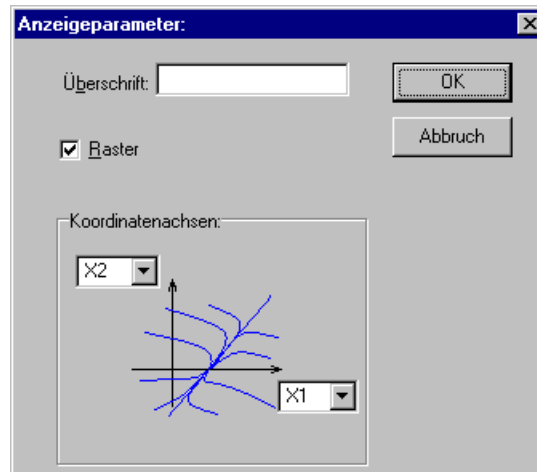 Anzeigeparameter:
Überschrift:
OK
Abbruch
Raster
Koordinatenachsen:
X2
X1